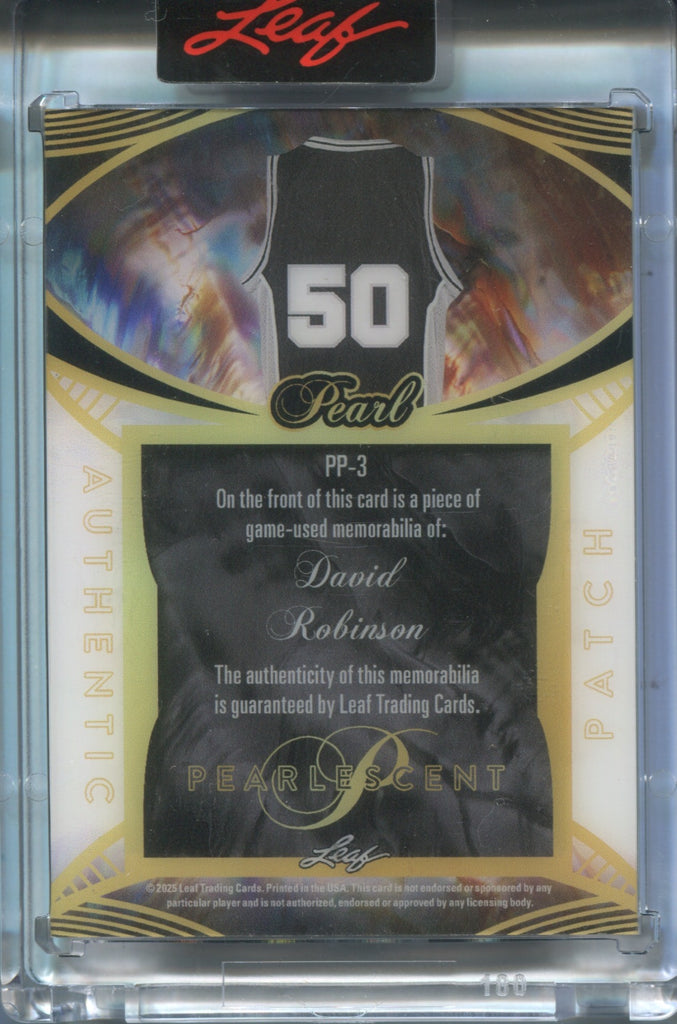 Leaf
50
Pearl
PP-3
On the front of this card is a piece of
game-used memorabilia of:
David
Robinson
The authenticity of this memorabilia
is guaranteed by Leaf Trading Cards.
AUTHENTIC
PATCH
P
PEARLESCENT
Leaf
© 2025 Leaf Trading Cards. Printed in the USA. This card is not endorsed or sponsored by any
particular player and is not authorized, endorsed or approved by any licensing body.
180